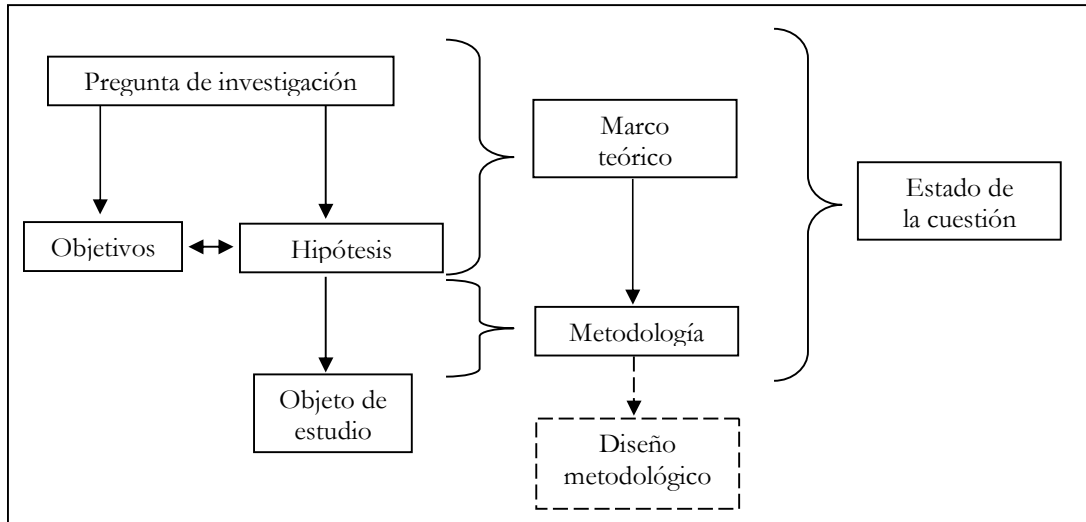 Pregunta de investigación
Marco
teórico
Estado de
la cuestión
Objetivos
Hipótesis
Metodología
Objeto de
estudio
Diseño
metodológico